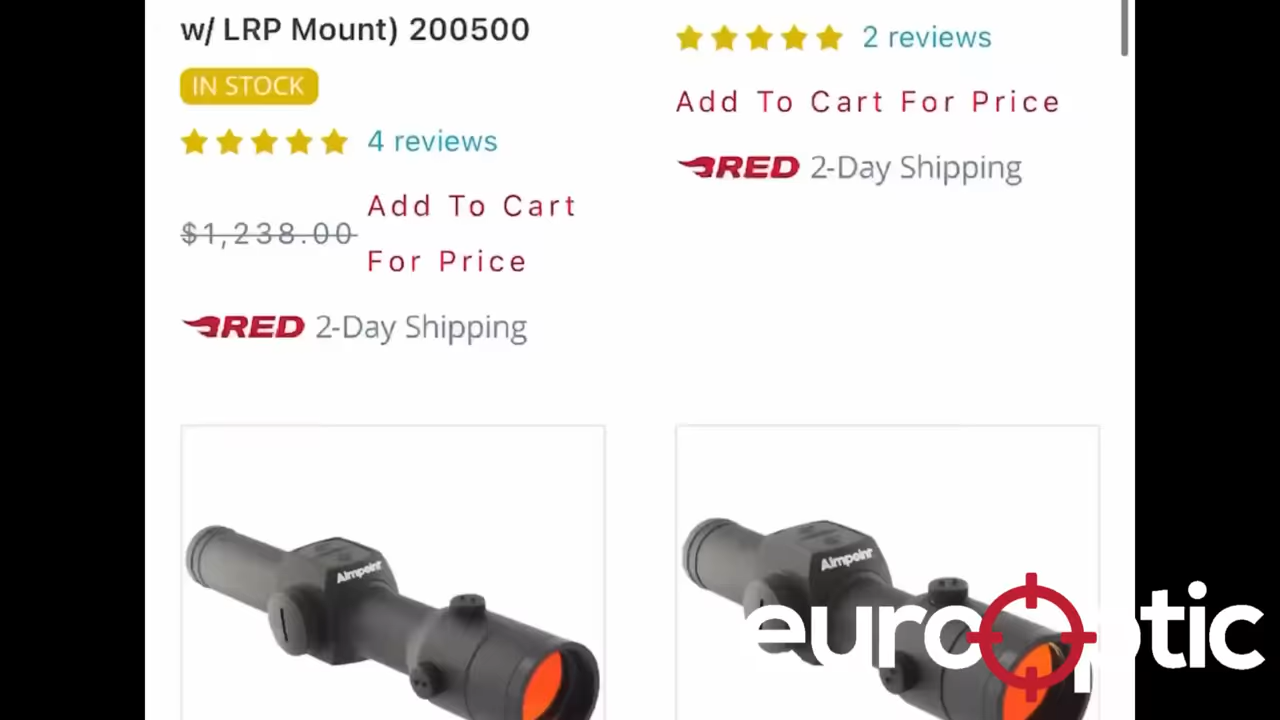 w/ LRP Mount) 200500
IN STOCK
4 reviews
$1,238.00
Add To Cart
For Price
RED 2-Day Shipping
2 reviews
Add To Cart For Price
RED 2-Day Shipping
Aimpoint
Aimpoint
eurooptic